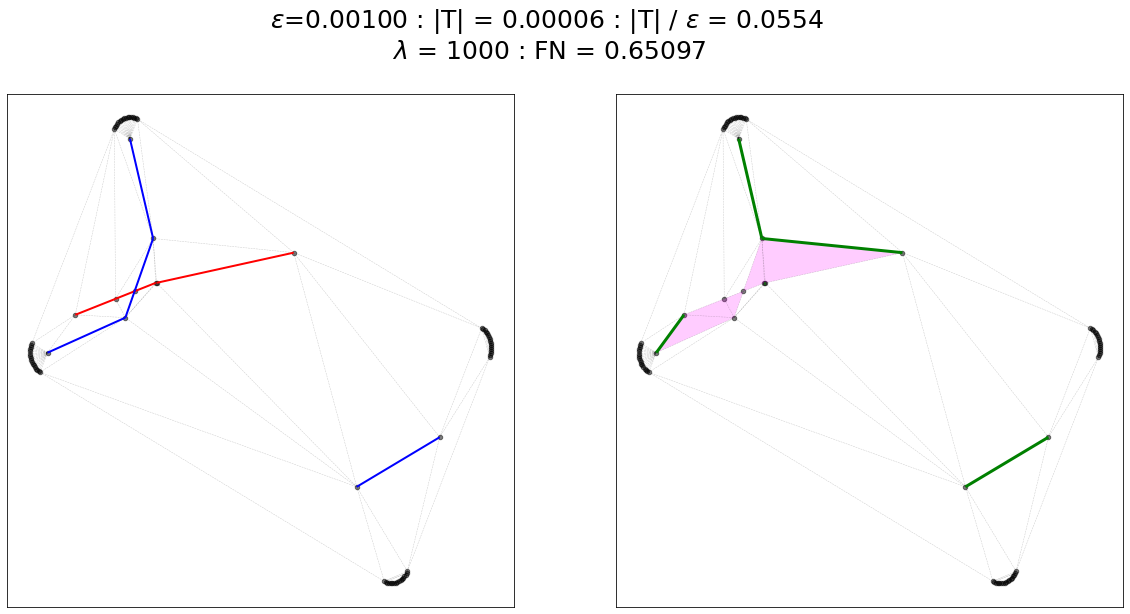 ε=0.00100 : |T| = 0.00006 : |T| / ε = 0.0554
λ = 1000 : FN = 0.65097